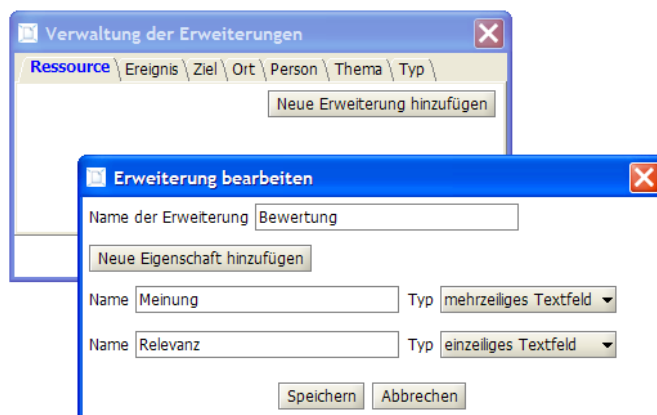 Verwaltung der Erweiterungen
Ressource Ereignis Ziel Ort Person Thema Typ
Neue Erweiterung hinzufügen
Erweiterung bearbeiten
Name der Erweiterung Bewertung
Neue Eigenschaft hinzufügen
Name Meinung Typ mehrzeiliges Textfeld
Name Relevanz Typ einzeiliges Textfeld
Speichern Abbrechen